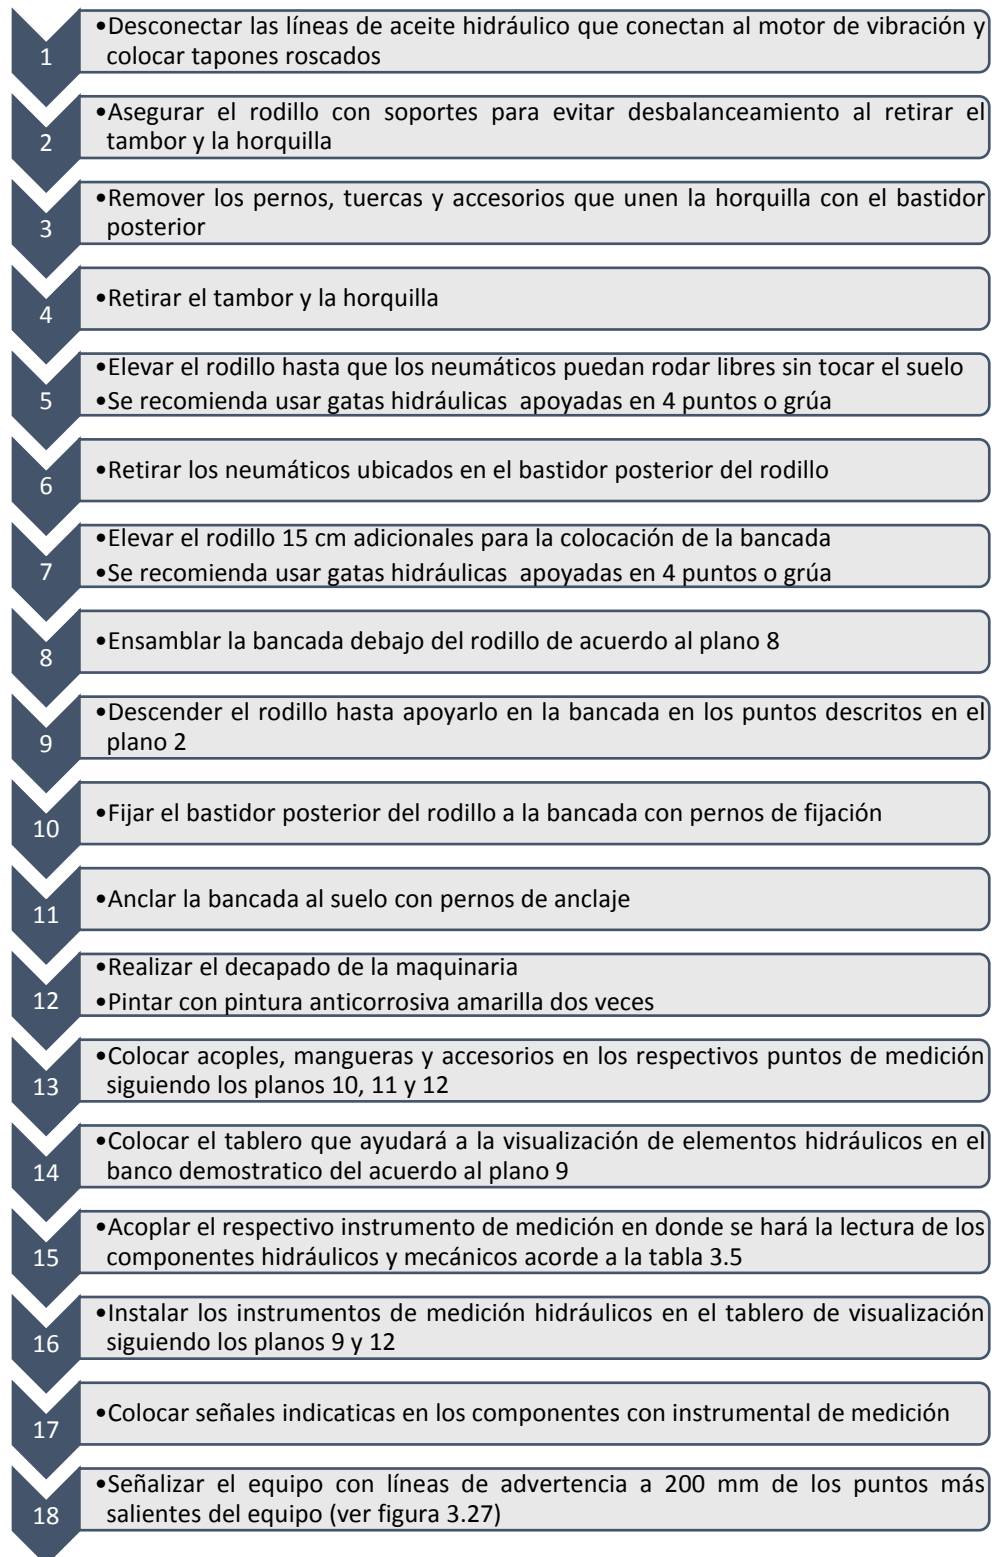 •Desconectar las líneas de aceite hidráulico que conectan al motor de vibración y
1
colocar tapones roscados
•Asegurar el rodillo con soportes para evitar desbalanceamiento al retirar el
2
tambor y la horquilla
•Remover los pernos, tuercas y accesorios que unen la horquilla con el bastidor
3
posterior
4
•Retirar el tambor y la horquilla
•Elevar el rodillo hasta que los neumáticos puedan rodar libres sin tocar el suelo
5
•Se recomienda usar gatas hidráulicas apoyadas en 4 puntos o grúa
6
•Retirar los neumáticos ubicados en el bastidor posterior del rodillo
•Elevar el rodillo 15 cm adicionales para la colocación de la bancada
7
•Se recomienda usar gatas hidráulicas apoyadas en 4 puntos o grúa
8
•Ensamblar la bancada debajo del rodillo de acuerdo al plano 8
•Descender el rodillo hasta apoyarlo en la bancada en los puntos descritos en el
9
plano 2
10
•Fijar el bastidor posterior del rodillo a la bancada con pernos de fijación
11
•Anclar la bancada al suelo con pernos de anclaje
•Realizar el decapado de la maquinaria
12
•Pintar con pintura anticorrosiva amarilla dos veces
•Colocar acoples, mangueras y accesorios en los respectivos puntos de medición
13
siguiendo los planos 10, 11 y 12
•Colocar el tablero que ayudará a la visualización de elementos hidráulicos en el
14
banco demostratico del acuerdo al plano 9
•Acoplar el respectivo instrumento de medición en donde se hará la lectura de los
15
componentes hidráulicos y mecánicos acorde a la tabla 3.5
•Instalar los instrumentos de medición hidráulicos en el tablero de visualización
16
siguiendo los planos 9 y 12
17
•Colocar señales indicaticas en los componentes con instrumental de medición
•Señalizar el equipo con líneas de advertencia a 200 mm de los puntos más
18
salientes del equipo (ver figura 3.27)